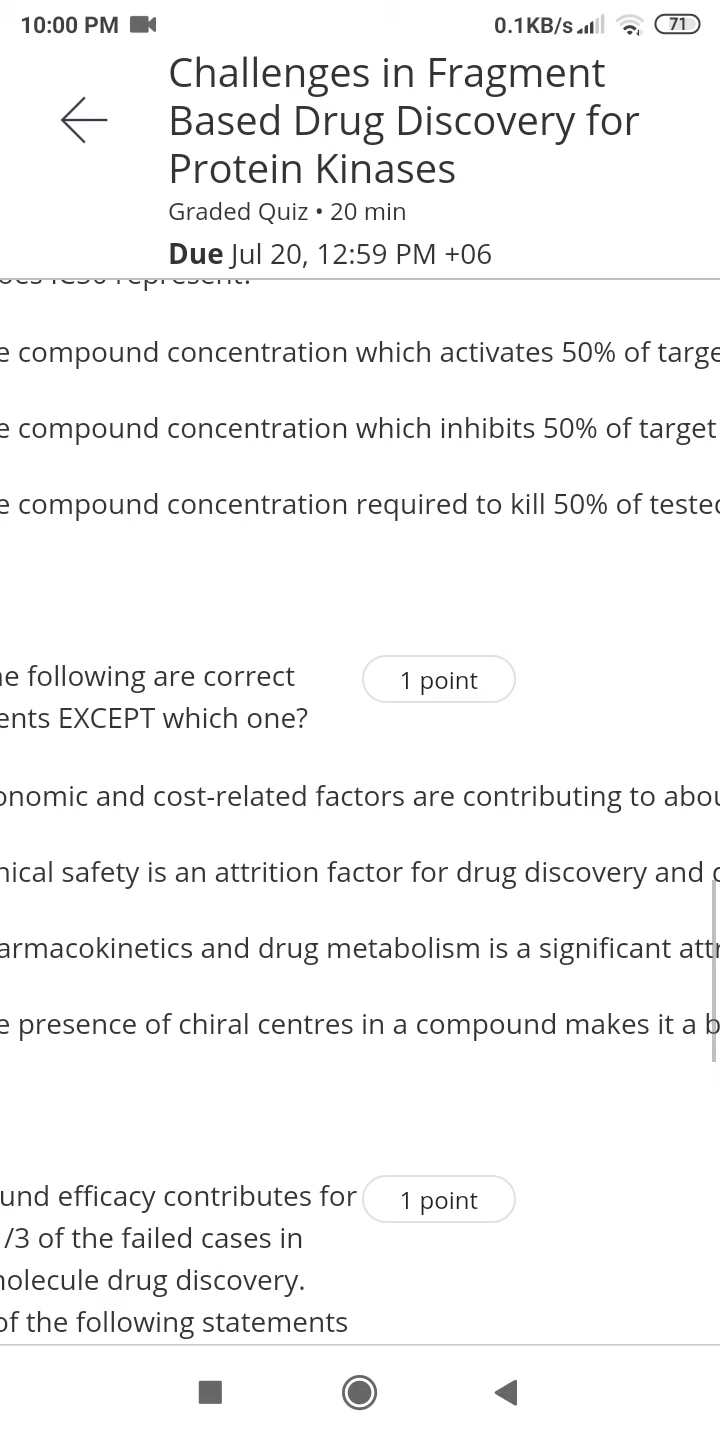 10:00 PM
0.1KB/s
71
Challenges in Fragment
Based Drug Discovery for
Protein Kinases
Graded Quiz • 20 min
Due Jul 20, 12:59 PM +06
e compound concentration which activates 50% of targe
e compound concentration which inhibits 50% of target
e compound concentration required to kill 50% of teste
e following are correct
1 point
ents EXCEPT which one?
onomic and cost-related factors are contributing to abou
nical safety is an attrition factor for drug discovery and
armacokinetics and drug metabolism is a significant attr
e presence of chiral centres in a compound makes it a b
und efficacy contributes for
1 point
/3 of the failed cases in
olecule drug discovery.
of the following statements